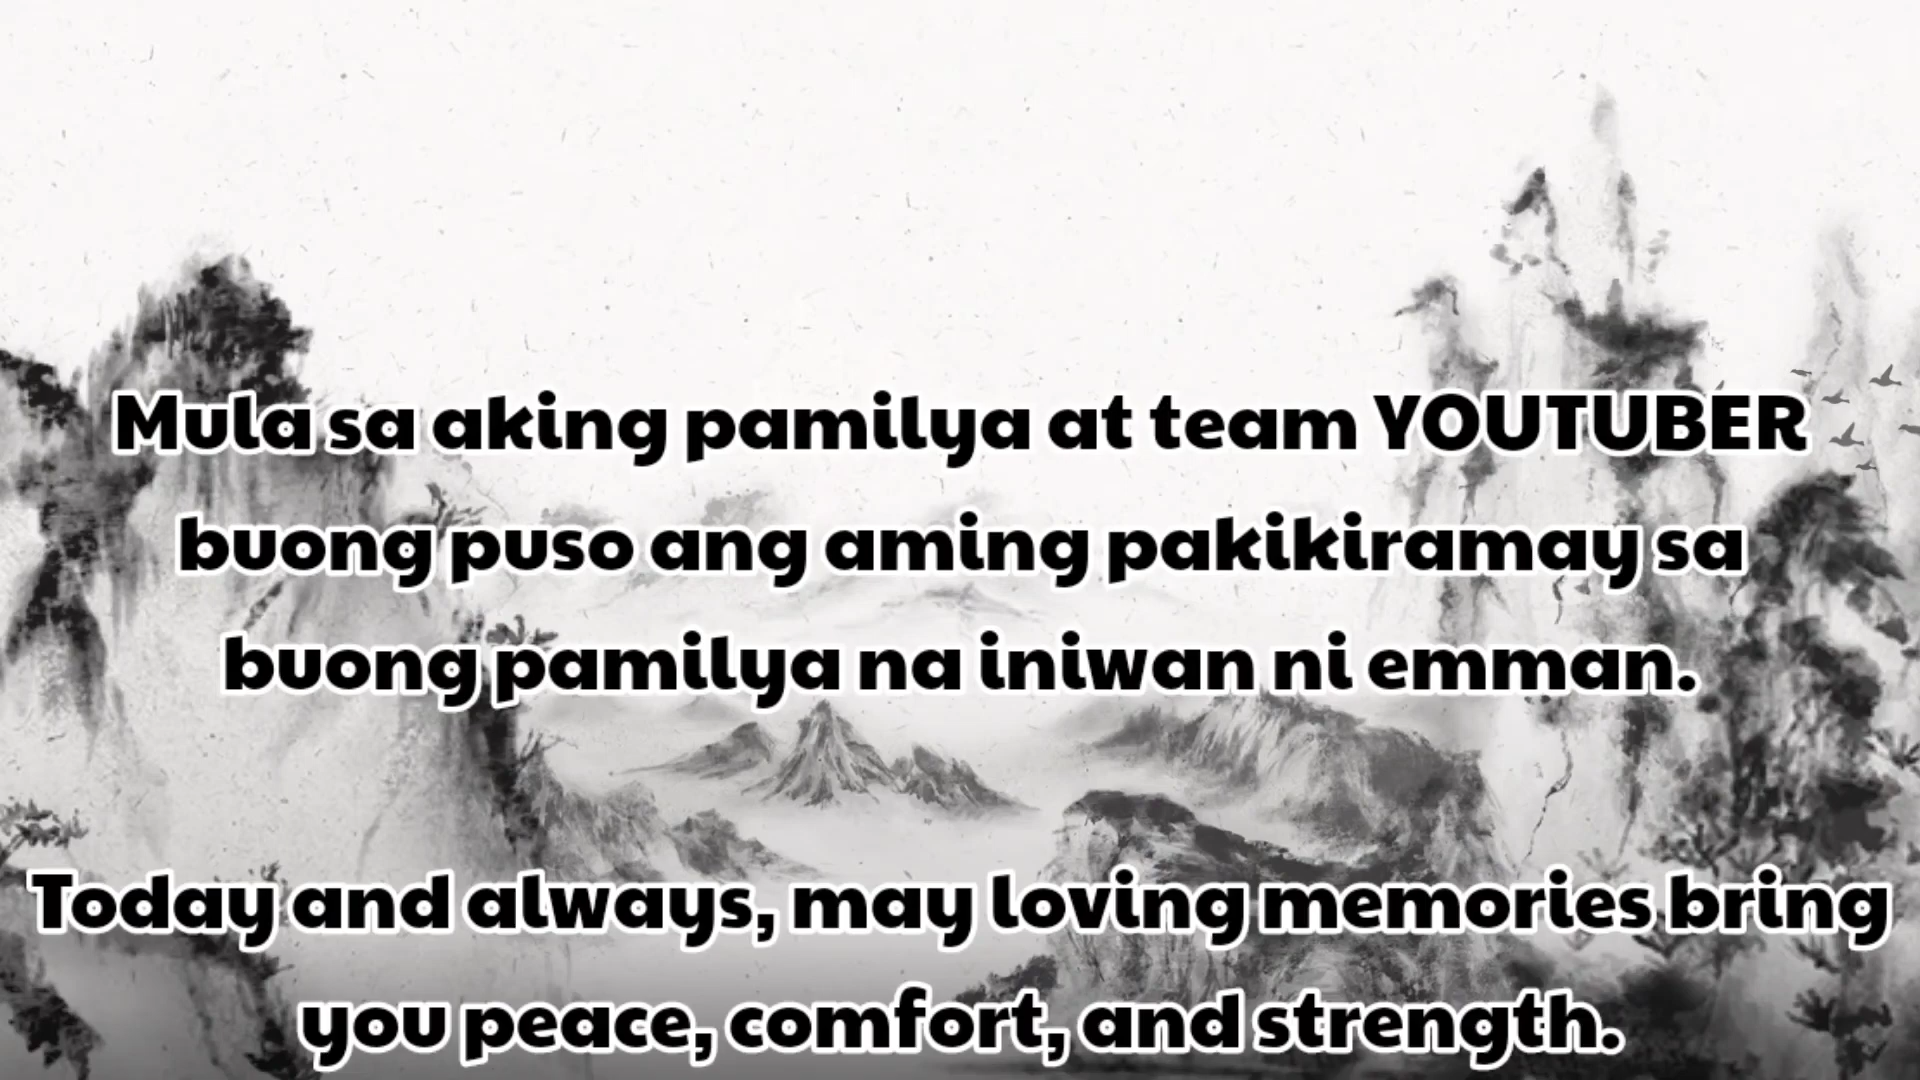 Mula sa aking pamilya at team YOUTUBER
buong puso ang aming pakikiramay sa
buong pamilya na iniwan ni emman.
Today and always, may loving memories bring
you peace, comfort, and strength.